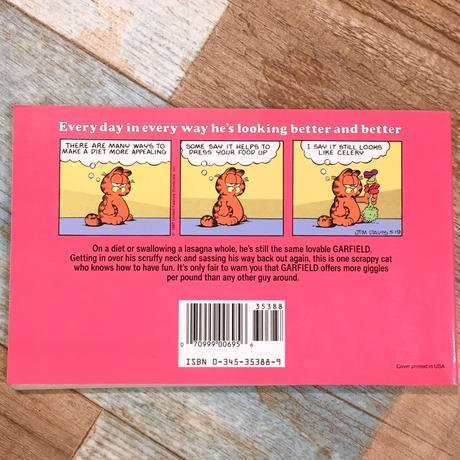 Every day in every way he's looking better and better
THERE ARE MANY WAYS TO
MAKE A DIET MORE APPEALING
SOME SAY IT HELPS TO
DRESS YOUR FOOD UP
I SAY IT STILL LOOKS
LIKE CELERY
JIM DAVIS
On a diet or swallowing a lasagna whole, he's still the same lovable GARFIELD.
Getting in over his scruffy neck and sassing his way back out again, this is one scrappy cat
who knows how to have fun. It's only fair to warn you that GARFIELD offers more giggles
per pound than any other guy around.
35388
0 70999 00695 6
ISBN 0-345-35388-9
Cover printed in USA